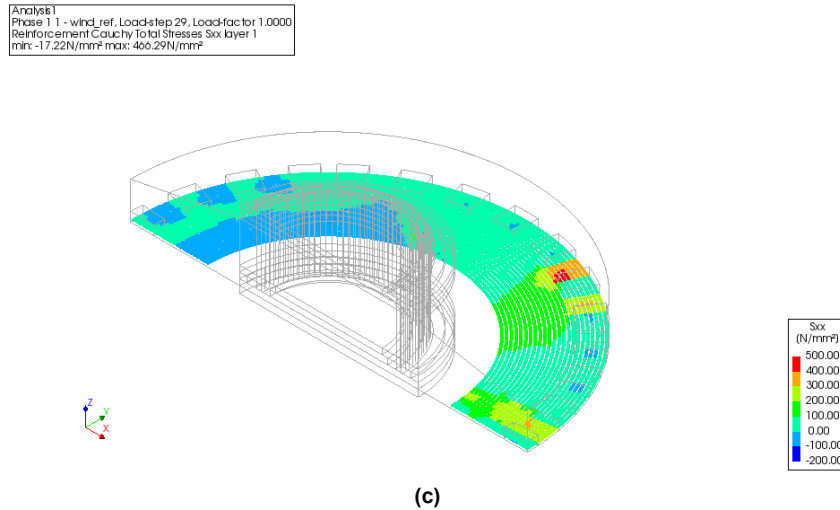 Analysis1
Phase 1 1 - wind_ref, Load-step 29, Load-factor 1.0000
Reinforcement Cauchy Total Stresses Sxx layer 1
min: -17.22N/mm² max: 466.29N/mm²
Sxx
(N/mm²)
500.00
400.00
300.00
200.00
100.00
0.00
-100.00
-200.00
Z
Y
X
(c)